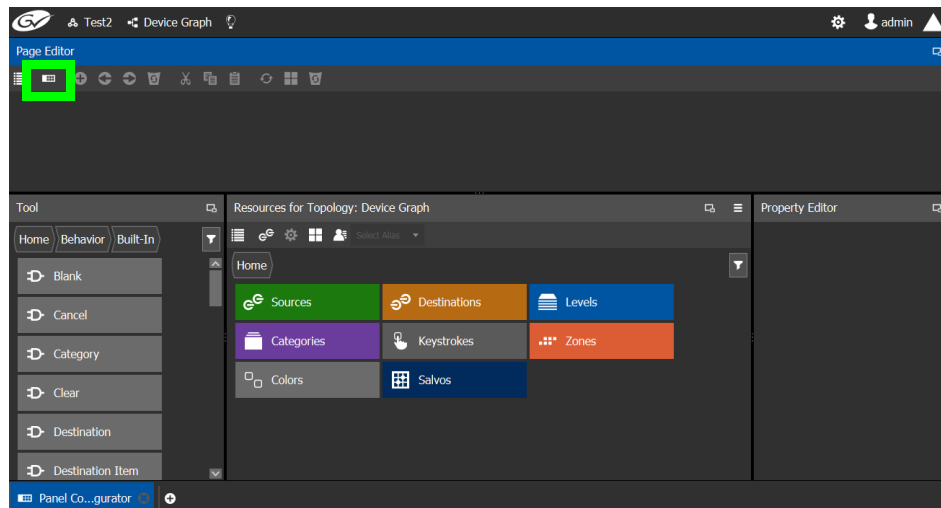 GV Test2 Device Graph admin
Page Editor
Tool Resources for Topology: Device Graph Property Editor
Home Behavior Built-In Select Alias
Home
Blank
Sources Destinations Levels
Cancel
Categories Keystrokes Zones
Category
Colors Salvos
Clear
Destination
Destination Item
Panel Co...gurator